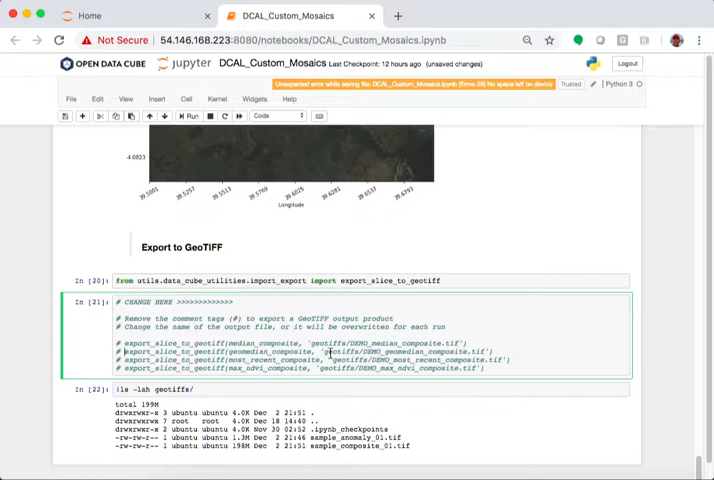 Home
DCAL_Custom_Mosaics
Not Secure 54.146.168.223:8080/notebooks/DCAL_Custom_Mosaics.ipynb
OPEN DATA CUBE jupyter DCAL_Custom_Mosaics Last Checkpoint: 12 hours ago (unsaved changes) Logout
Unexpected error while saving file: DCAL_Custom_Mosaics.ipynb [Errno 28] No space left on device Trusted Python 3
File Edit View Insert Cell Kernel Widgets Help
Run Code
-4.0823
39.5001 39.5257 39.5513 39.5769 39.6025 39.6281 39.6537 39.6793
Longitude
Export to GeoTIFF
In [20]: from utils.data_cube_utilities.import_export import export_slice_to_geotiff
In [21]: # CHANGE HERE >>>>>>>>>>>>>
# Remove the comment tags (#) to export a GeoTIFF output product
# Change the name of the output file, or it will be overwritten for each run
# export_slice_to_geotiff(median_composite, 'geotiffs/DEMO_median_composite.tif')
# export_slice_to_geotiff(geomedian_composite, 'geotiffs/DEMO_geomedian_composite.tif')
# export_slice_to_geotiff(most_recent_composite, 'geotiffs/DEMO_most_recent_composite.tif')
# export_slice_to_geotiff(max_ndvi_composite, 'geotiffs/DEMO_max_ndvi_composite.tif')
In [22]: !ls -lah geotiffs/
total 199M
drwxrwxr-x 3 ubuntu ubuntu 4.0K Dec 2 21:51 .
drwxrwxrwx 7 root root 4.0K Dec 18 14:40 ..
drwxrwxr-x 2 ubuntu ubuntu 4.0K Nov 30 02:52 .ipynb_checkpoints
-rw-rw-r-- 1 ubuntu ubuntu 1.3M Dec 2 21:46 sample_anomaly_01.tif
-rw-rw-r-- 1 ubuntu ubuntu 198M Dec 2 21:51 sample_composite_01.tif